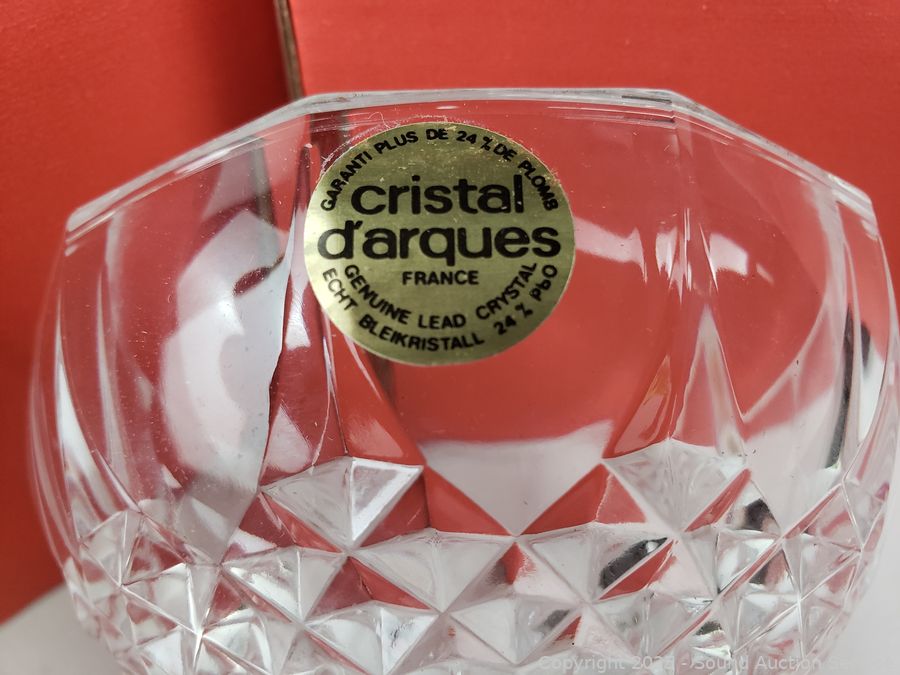 GARANTI PLUS DE 24 % DE PLOMB
cristal
d'arques
FRANCE
GENUINE LEAD CRYSTAL
ECHT BLEIKRISTALL 24 % PbO